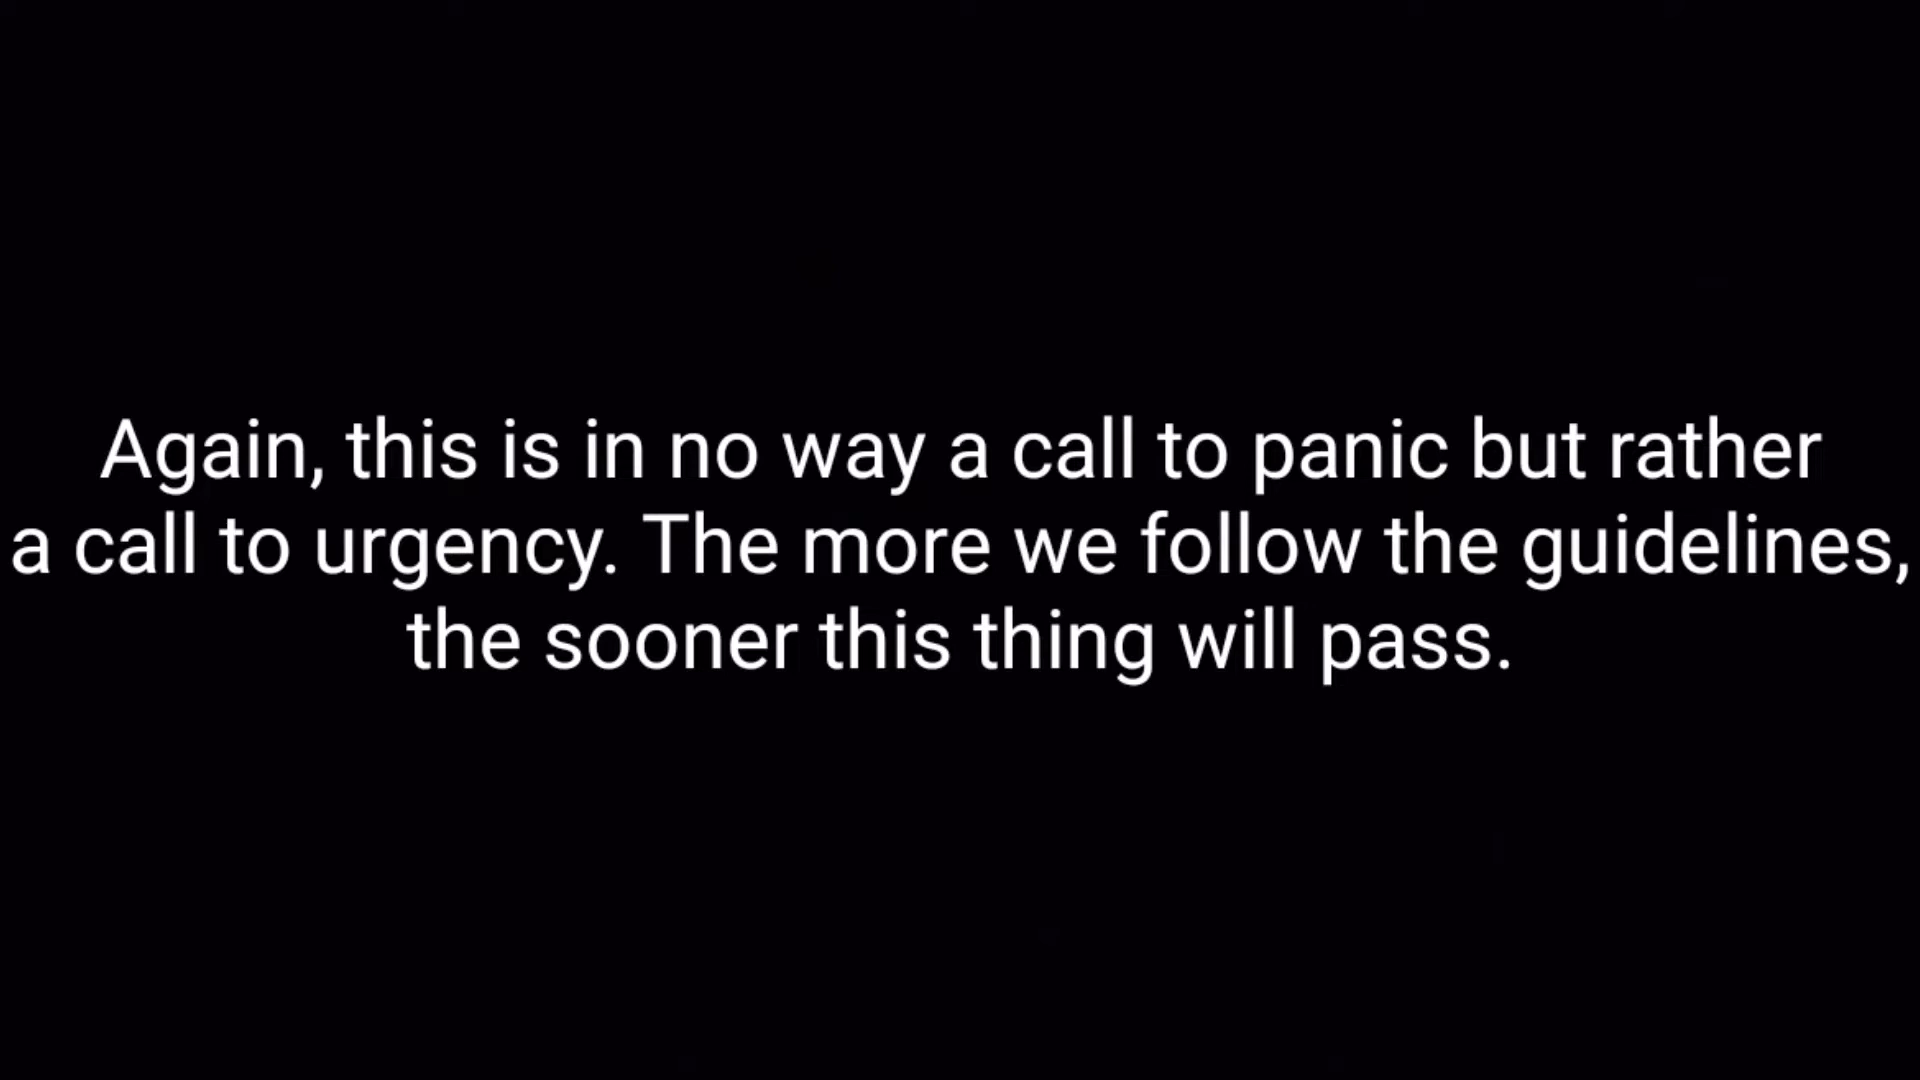 Again, this is in no way a call to panic but rather
a call to urgency. The more we follow the guidelines,
the sooner this thing will pass.